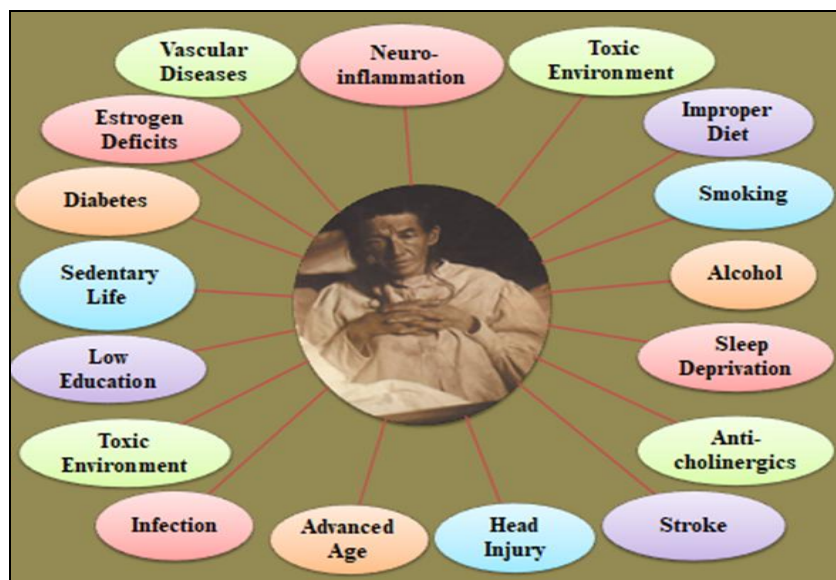 Vascular
Diseases
Neuro-
inflammation
Toxic
Environment
Estrogen
Deficits
Improper
Diet
Diabetes
Smoking
Sedentary
Life
Alcohol
Low
Education
Sleep
Deprivation
Toxic
Environment
Anti-
cholinergics
Infection
Advanced
Age
Head
Injury
Stroke